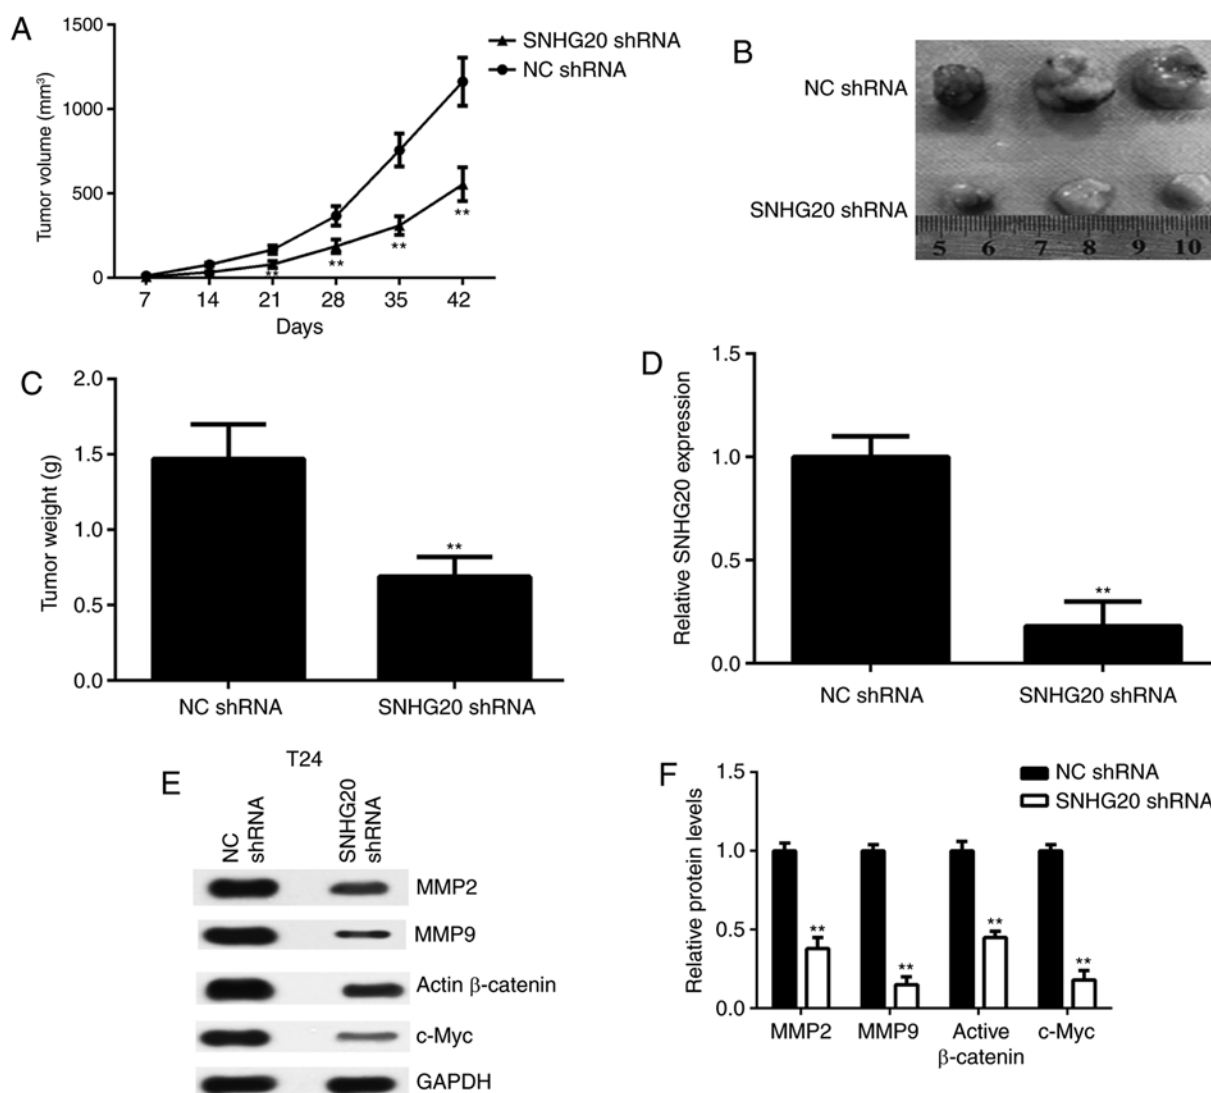 A
1500
1000
500
0
Tumor volume (mm³)
7 14 21 28 35 42
Days
** ** ** **
SNHG20 shRNA
NC shRNA
B
NC shRNA
SNHG20 shRNA
5 6 7 8 9 10
C
2.0
1.5
1.0
0.5
0.0
Tumor weight (g)
**
NC shRNA SNHG20 shRNA
D
1.5
1.0
0.5
0.0
Relative SNHG20 expression
**
NC shRNA SNHG20 shRNA
E
T24
NC
shRNA
SNHG20
shRNA
MMP2
MMP9
Actin β-catenin
c-Myc
GAPDH
F
NC shRNA
SNHG20 shRNA
1.5
1.0
0.5
0.0
Relative protein levels
** ** ** **
MMP2 MMP9 Active c-Myc
β-catenin